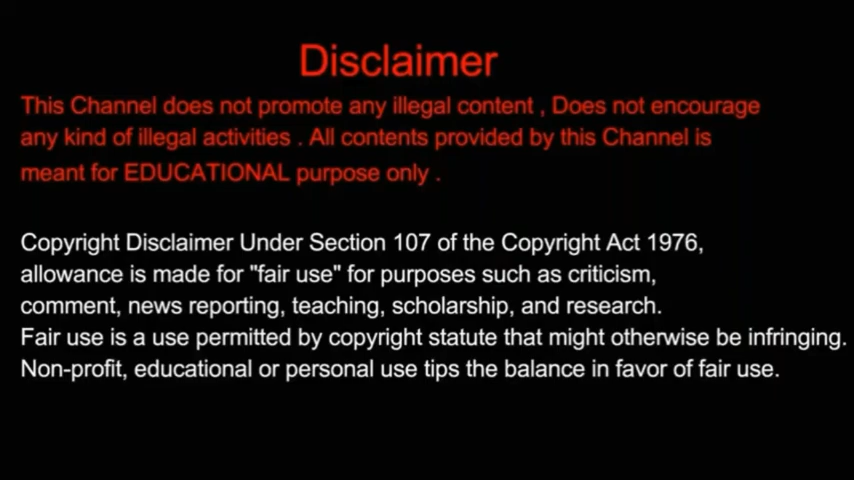 Disclaimer
This Channel does not promote any illegal content , Does not encourage
any kind of illegal activities . All contents provided by this Channel is
meant for EDUCATIONAL purpose only .
Copyright Disclaimer Under Section 107 of the Copyright Act 1976,
allowance is made for "fair use" for purposes such as criticism,
comment, news reporting, teaching, scholarship, and research.
Fair use is a use permitted by copyright statute that might otherwise be infringing.
Non-profit, educational or personal use tips the balance in favor of fair use.